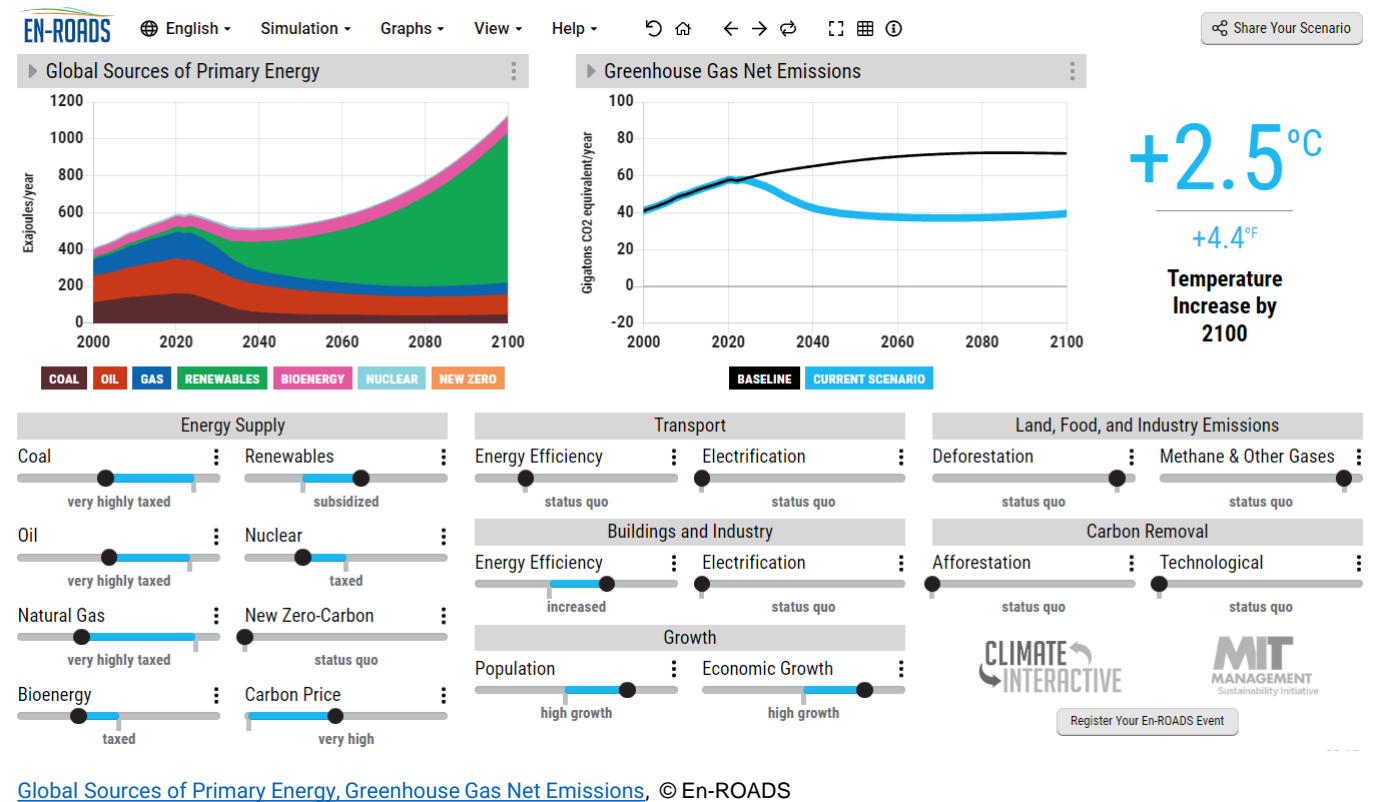 EN-ROADS
English
Simulation
Graphs
View
Help
Share Your Scenario
Global Sources of Primary Energy
Exajoules/year
1200
1000
800
600
400
200
0
2000 2020 2040 2060 2080 2100
COAL OIL GAS RENEWABLES BIOENERGY NUCLEAR NEW ZERO
Greenhouse Gas Net Emissions
Gigatons CO2 equivalent/year
100
80
60
40
20
0
-20
2000 2020 2040 2060 2080 2100
BASELINE CURRENT SCENARIO
+2.5°C
+4.4°F
Temperature
Increase by
2100
Energy Supply
Coal
very highly taxed
Renewables
subsidized
Oil
very highly taxed
Nuclear
taxed
Natural Gas
very highly taxed
New Zero-Carbon
status quo
Bioenergy
taxed
Carbon Price
very high
Transport
Energy Efficiency
status quo
Electrification
status quo
Buildings and Industry
Energy Efficiency
increased
Electrification
status quo
Growth
Population
high growth
Economic Growth
high growth
Land, Food, and Industry Emissions
Deforestation
status quo
Methane & Other Gases
status quo
Carbon Removal
Afforestation
status quo
Technological
status quo
CLIMATE
INTERACTIVE
MIT
MANAGEMENT
Sustainability Initiative
Register Your En-ROADS Event
Global Sources of Primary Energy, Greenhouse Gas Net Emissions, © En-ROADS